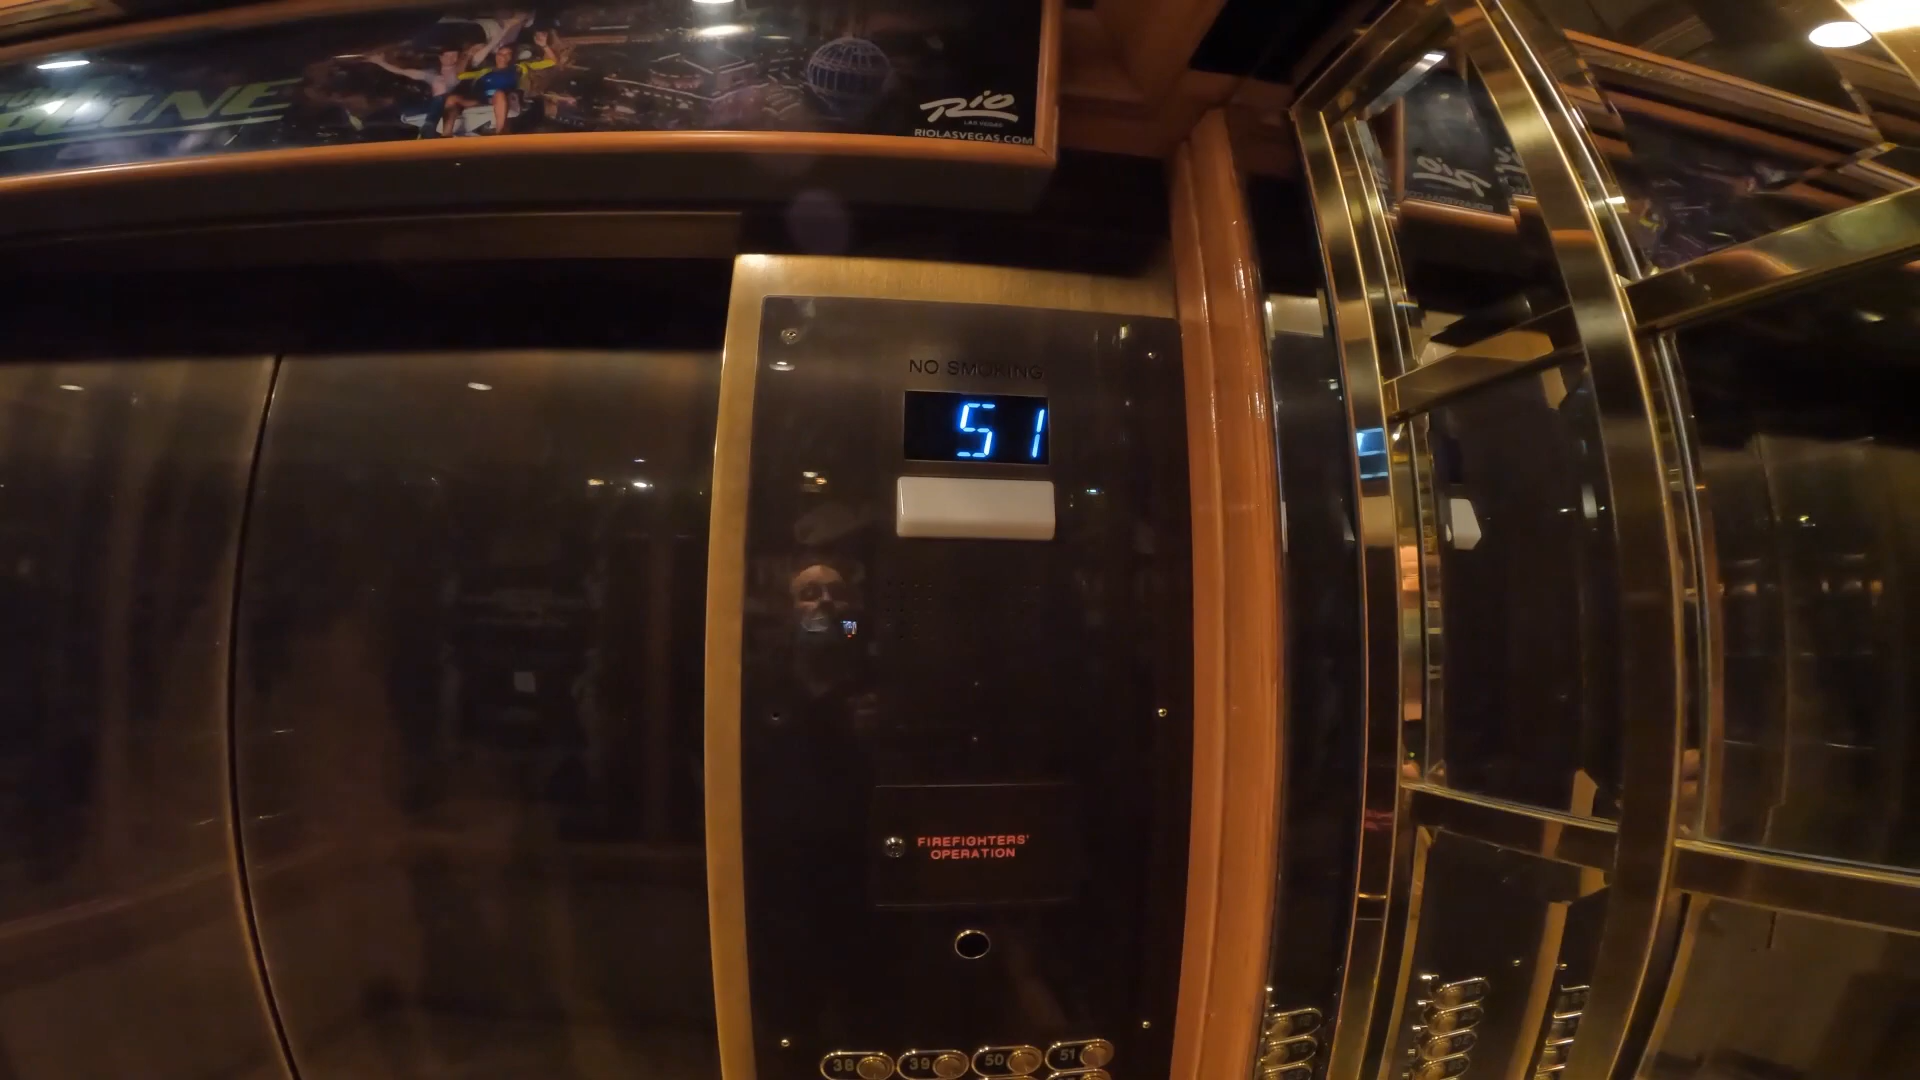 Rio
LAS VEGAS
RIOLASVEGAS.COM
NO SMOKING
51
FIREFIGHTERS'
OPERATION
38 39 50 51